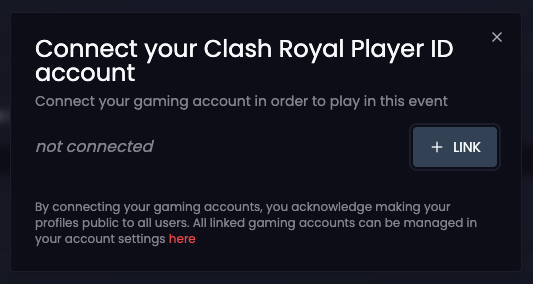 Connect your Clash Royal Player ID
account
Connect your gaming account in order to play in this event
not connected
+ LINK
By connecting your gaming accounts, you acknowledge making your
profiles public to all users. All linked gaming accounts can be managed in
your account settings here